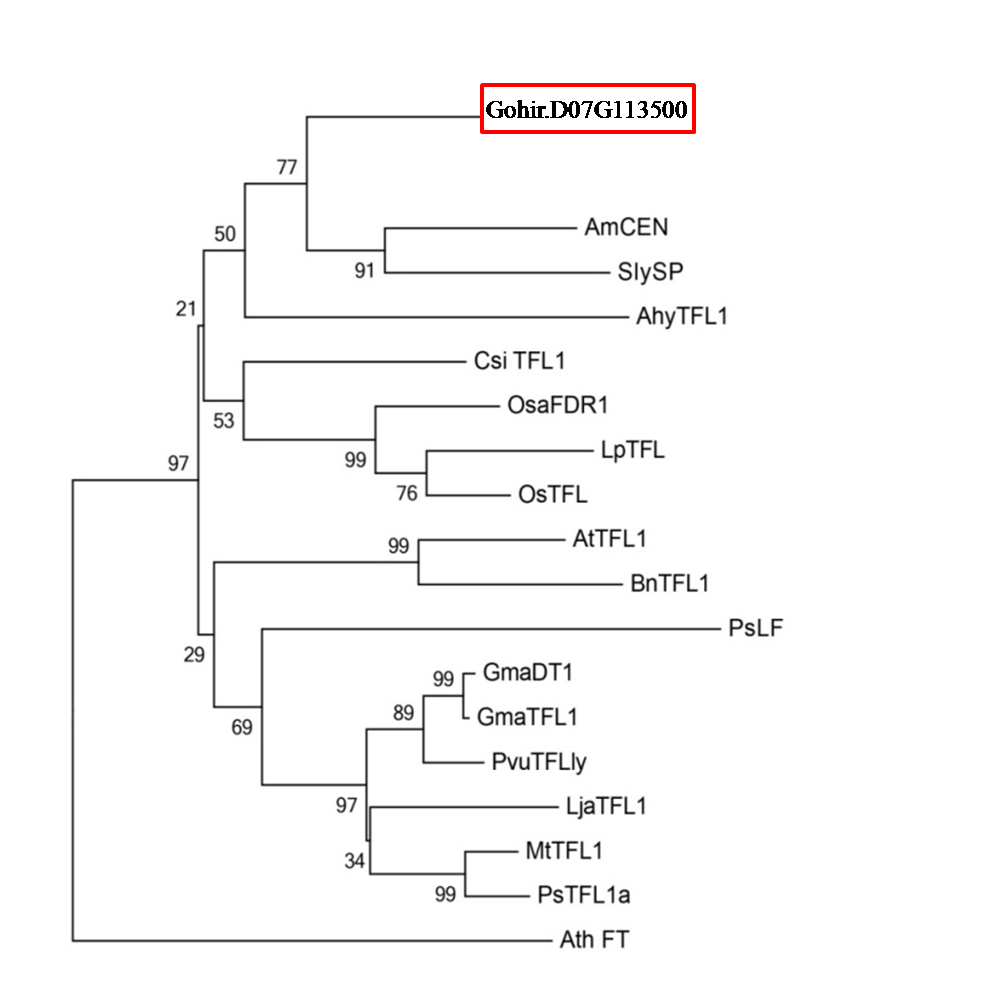 Gohir.D07G113500
77
AmCEN
50
91
SlySP
21
AhyTFL1
Csi TFL1
53
OsaFDR1
99
LpTFL
97
76
OsTFL
99
AtTFL1
BnTFL1
PsLF
29
99
GmaDT1
69
89
GmaTFL1
PvuTFLly
97
LjaTFL1
34
MtTFL1
99
PsTFL1a
Ath FT